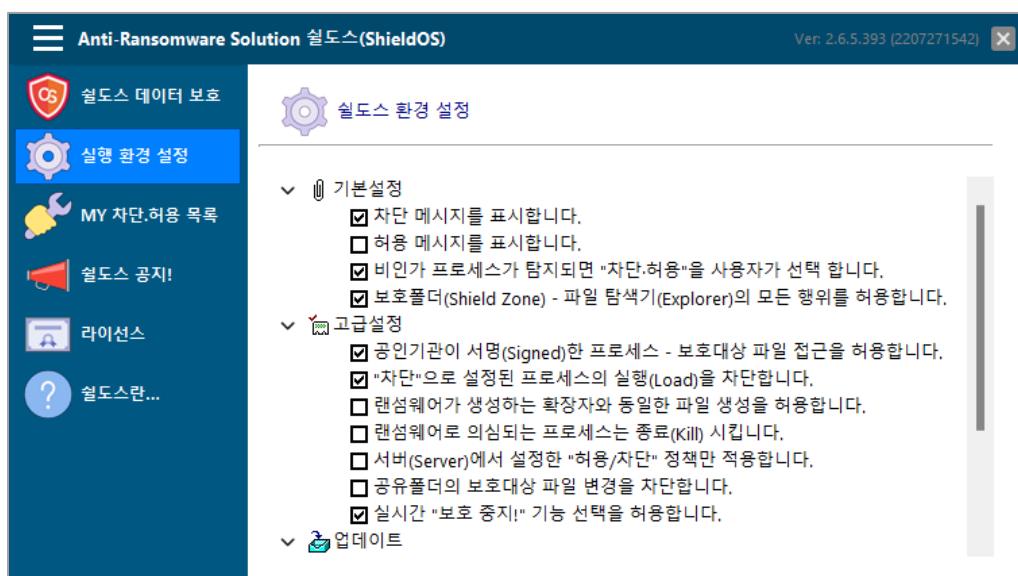 Anti-Ransomware Solution 쉴도스(ShieldOS)
Ver: 2.6.5.393 (2207271542)
OS
쉴도스 데이터 보호
실행 환경 설정
MY 차단.허용 목록
쉴도스 공지!
라이선스
?
쉴도스란...
쉴도스 환경 설정
기본설정
차단 메시지를 표시합니다.
허용 메시지를 표시합니다.
비인가 프로세스가 탐지되면 "차단·허용"을 사용자가 선택 합니다.
보호폴더(Shield Zone) - 파일 탐색기(Explorer)의 모든 행위를 허용합니다.
고급설정
공인기관이 서명(Signed)한 프로세스 - 보호대상 파일 접근을 허용합니다.
"차단"으로 설정된 프로세스의 실행(Load)을 차단합니다.
랜섬웨어가 생성하는 확장자와 동일한 파일 생성을 허용합니다.
랜섬웨어로 의심되는 프로세스는 종료(Kill) 시킵니다.
서버(Server)에서 설정한 "허용/차단" 정책만 적용합니다.
공유폴더의 보호대상 파일 변경을 차단합니다.
실시간 "보호 중지!" 기능 선택을 허용합니다.
업데이트